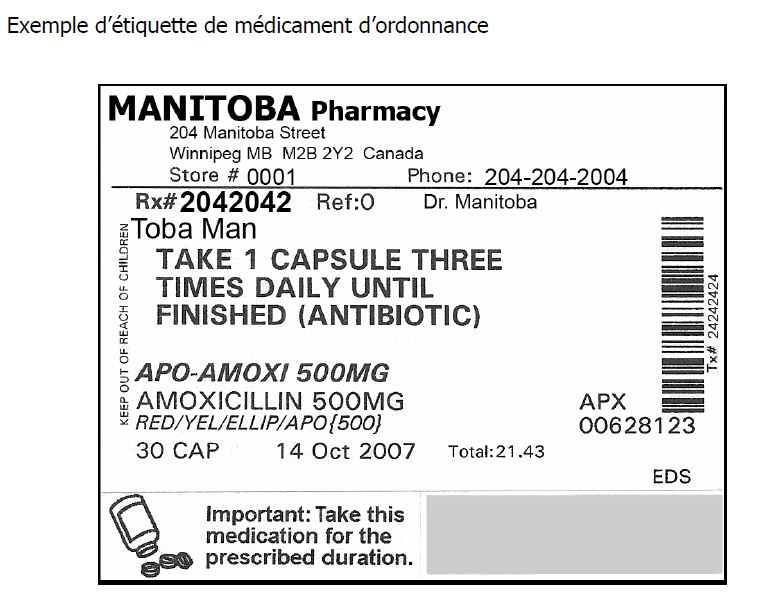 Exemple d’étiquette de médicament d’ordonnance
MANITOBA Pharmacy
204 Manitoba Street
Winnipeg MB M2B 2Y2 Canada
Store # 0001 Phone: 204-204-2004
Rx#2042042 Ref:0 Dr. Manitoba
Toba Man
TAKE 1 CAPSULE THREE
TIMES DAILY UNTIL
FINISHED (ANTIBIOTIC)
KEEP OUT OF REACH OF CHILDREN
Tx# 24242424
APO-AMOXI 500MG
AMOXICILLIN 500MG APX
RED/YEL/ELLIP/APO{500} 00628123
30 CAP 14 Oct 2007 Total:21.43
EDS
Important: Take this
medication for the
prescribed duration.